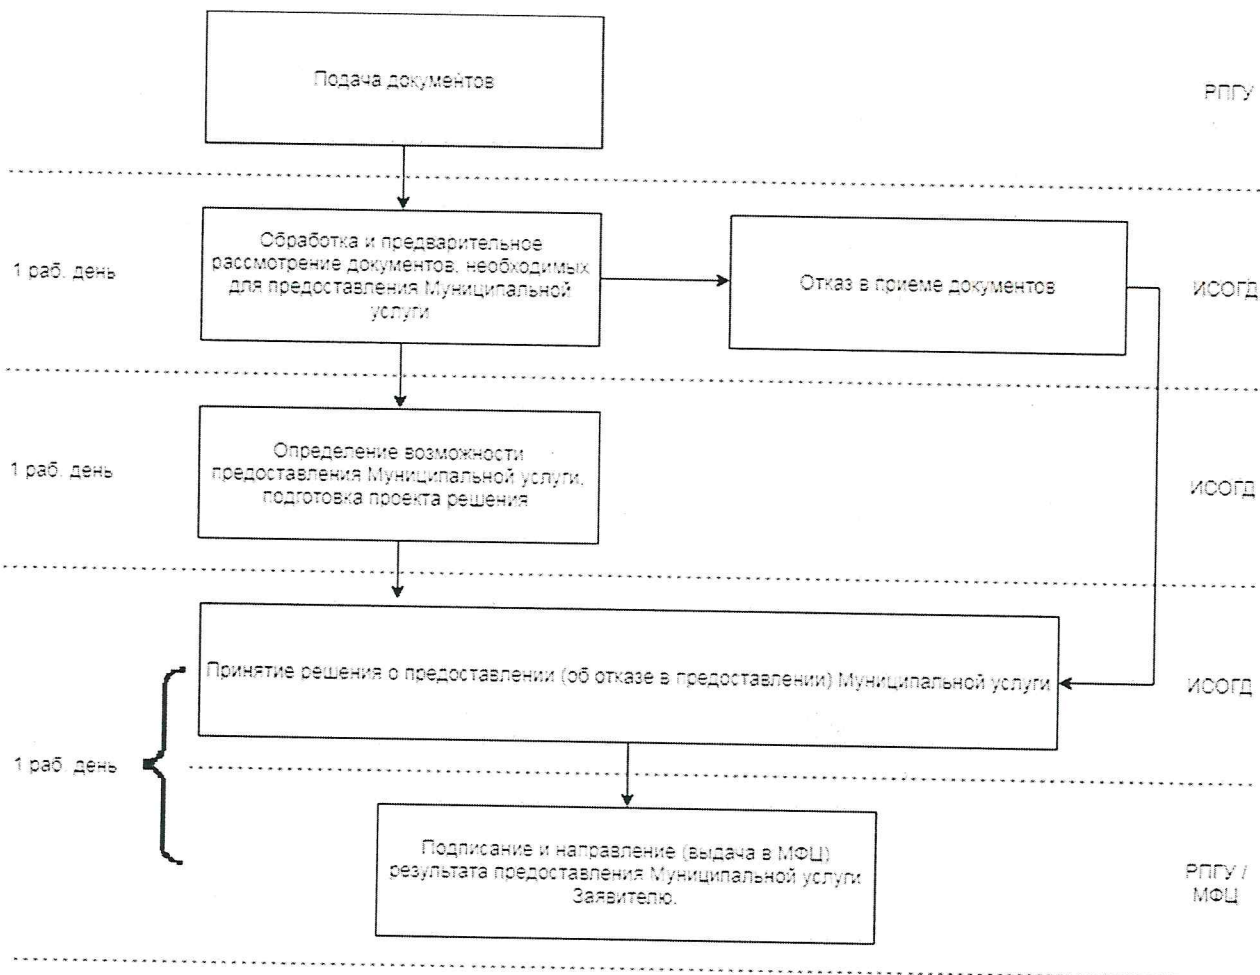 Подача документов
РПГУ
1 раб. день
Обработка и предварительное
рассмотрение документов, необходимых
для предоставления Муниципальной
услуги
Отказ в приеме документов
ИСОГД
1 раб. день
Определение возможности
предоставления Муниципальной услуги,
подготовка проекта решения
ИСОГД
Принятие решения о предоставлении (об отказе в предоставлении) Муниципальной услуги
ИСОГД
1 раб. день
Подписание и направление (выдача в МФЦ)
результата предоставления Муниципальной услуги
Заявителю.
РПГУ /
МФЦ